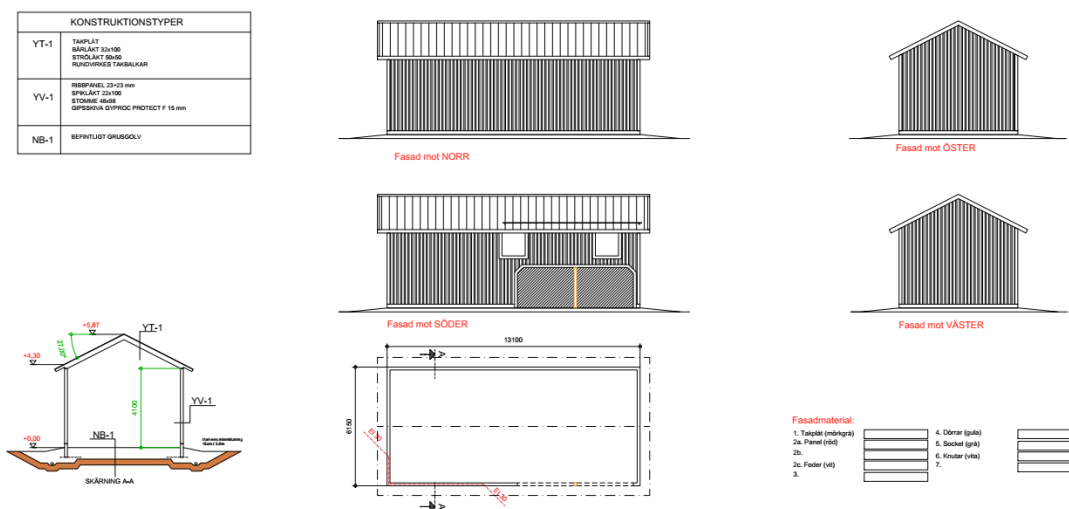 KONSTRUKTIONSTYPER
YT-1
TAKPLÅT
BÄRLÄKT 32x100
STRÖLÄKT 50x50
RUNDVIRKES TAKBALKAR
YV-1
RIBBPANEL 23+23 mm
SPIKLÄKT 22x100
STOMME 48x98
GIPSSKIVA GYPROC PROTECT F 15 mm
NB-1
BEFINTLIGT GRUSGOLV
Fasad mot NORR
Fasad mot ÖSTER
Fasad mot SÖDER
Fasad mot VÄSTER
+5,87
YT-1
27,00°
+4,30
4100
YV-1
NB-1
+0,00
SKÄRNING A-A
13100
A
6150
EI 30
EI 30
A
Fasadmaterial:
1. Takplåt (mörkgrå)
2a. Panel (röd)
2b.
2c. Foder (vit)
3.
4. Dörrar (gula)
5. Sockel (grå)
6. Knutar (vita)
7.